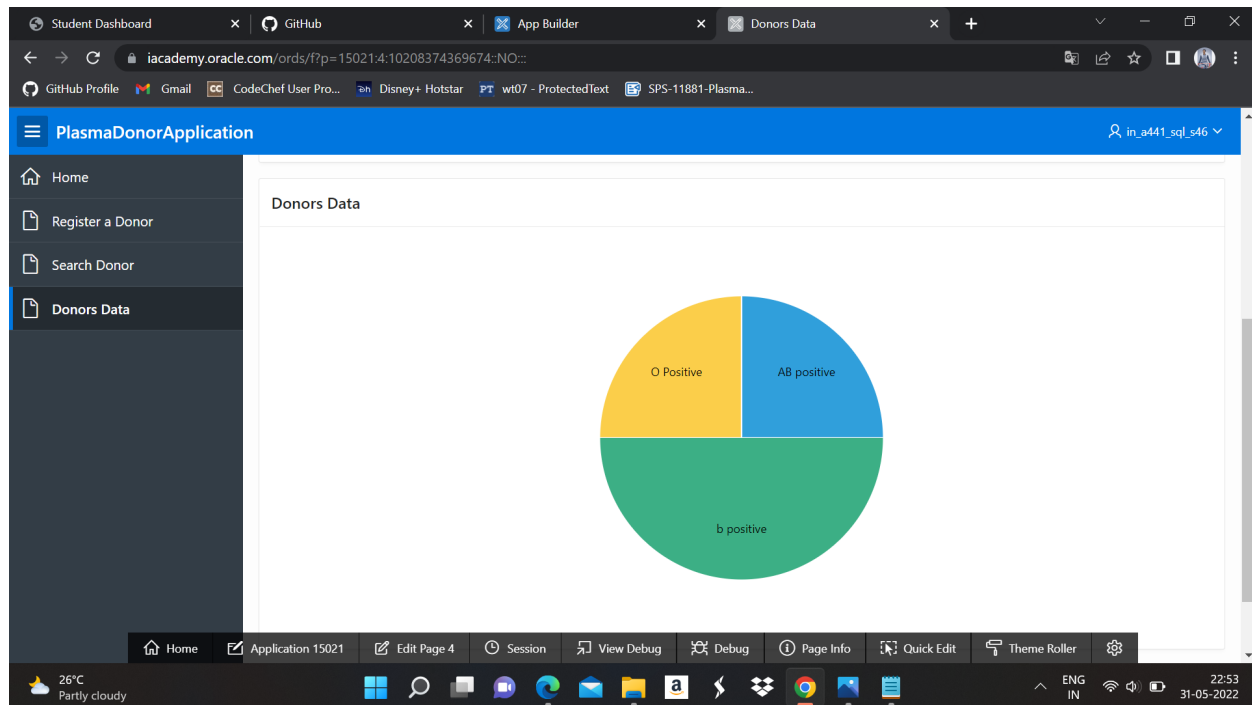 Student Dashboard
GitHub
App Builder
Donors Data
iacademy.oracle.com/ords/f?p=15021:4:10208374369674::NO:::
GitHub Profile
Gmail
CC
CodeChef User Pro...
Disney+ Hotstar
PT
wt07 - ProtectedText
SPS-11881-Plasma...
PlasmaDonorApplication
in_a441_sql_s46
Home
Register a Donor
Search Donor
Donors Data
Donors Data
O Positive
AB positive
b positive
Home
Application 15021
Edit Page 4
Session
View Debug
Debug
Page Info
Quick Edit
Theme Roller
26°C
Partly cloudy
a
ENG
IN
22:53
31-05-2022